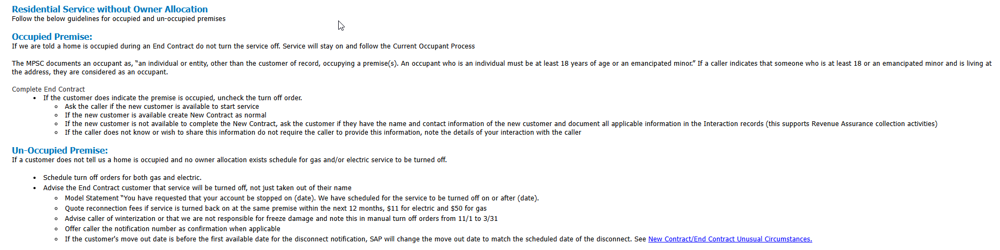 Residential Service without Owner Allocation
Follow the below guidelines for occupied and un-occupied premises
Occupied Premise:
If we are told a home is occupied during an End Contract do not turn the service off. Service will stay on and follow the Current Occupant Process
The MPSC documents an occupant as, "an individual or entity, other than the customer of record, occupying a premise(s). An occupant who is an individual must be at least 18 years of age or an emancipated minor." If a caller indicates that someone who is at least 18 or an emancipated minor and is living at
the address, they are considered as an occupant.
Complete End Contract
• If the customer does indicate the premise is occupied, uncheck the turn off order.
◦ Ask the caller if the new customer is available to start service
◦ If the new customer is available create New Contract as normal
◦ If the new customer is not available to complete the New Contract, ask the customer if they have the name and contact information of the new customer and document all applicable information in the Interaction records (this supports Revenue Assurance collection activities)
◦ If the caller does not know or wish to share this information do not require the caller to provide this information, note the details of your interaction with the caller
Un-Occupied Premise:
If a customer does not tell us a home is occupied and no owner allocation exists schedule for gas and/or electric service to be turned off.
• Schedule turn off orders for both gas and electric.
• Advise the End Contract customer that service will be turned off, not just taken out of their name
◦ Model Statement "You have requested that your account be stopped on (date). We have scheduled for the service to be turned off on or after (date).
◦ Quote reconnection fees if service is turned back on at the same premise within the next 12 months, $11 for electric and $50 for gas
◦ Advise caller of winterization or that we are not responsible for freeze damage and note this in manual turn off orders from 11/1 to 3/31
◦ Offer caller the notification number as confirmation when applicable
◦ If the customer's move out date is before the first available date for the disconnect notification, SAP will change the move out date to match the scheduled date of the disconnect. See New Contract/End Contract Unusual Circumstances.